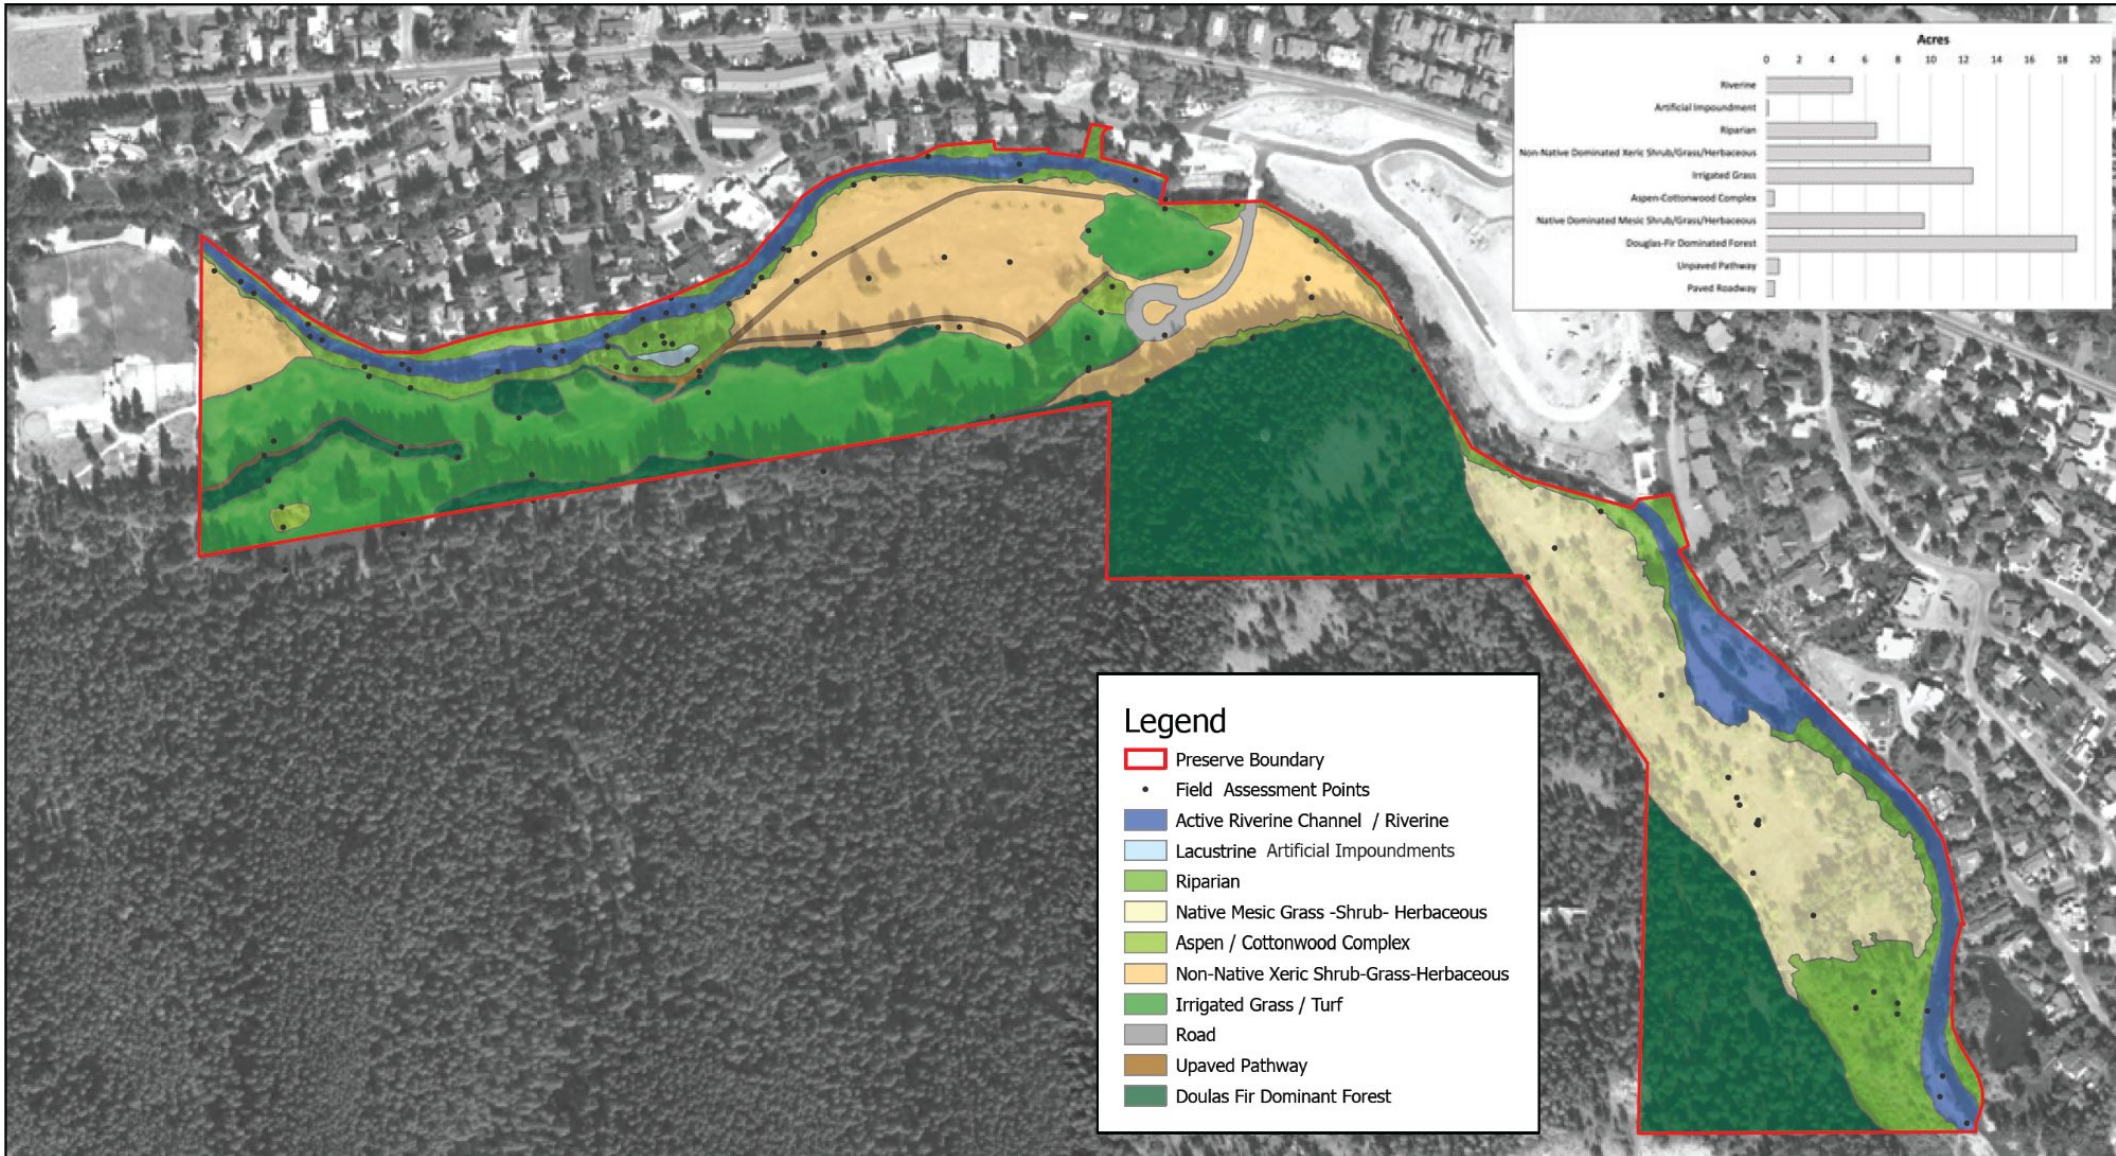 Acres
0 2 4 6 8 10 12 14 16 18 20
Riverine
Artificial Impoundment
Riparian
Non-Native Dominated Xeric Shrub/Grass/Herbaceous
Irrigated Grass
Aspen-Cottonwood Complex
Native Dominated Mesic Shrub/Grass/Herbaceous
Douglas-Fir Dominated Forest
Unpaved Pathway
Paved Roadway
Legend
Preserve Boundary
Field Assessment Points
Active Riverine Channel / Riverine
Lacustrine Artificial Impoundments
Riparian
Native Mesic Grass -Shrub- Herbaceous
Aspen / Cottonwood Complex
Non-Native Xeric Shrub-Grass-Herbaceous
Irrigated Grass / Turf
Road
Upaved Pathway
Doulas Fir Dominant Forest